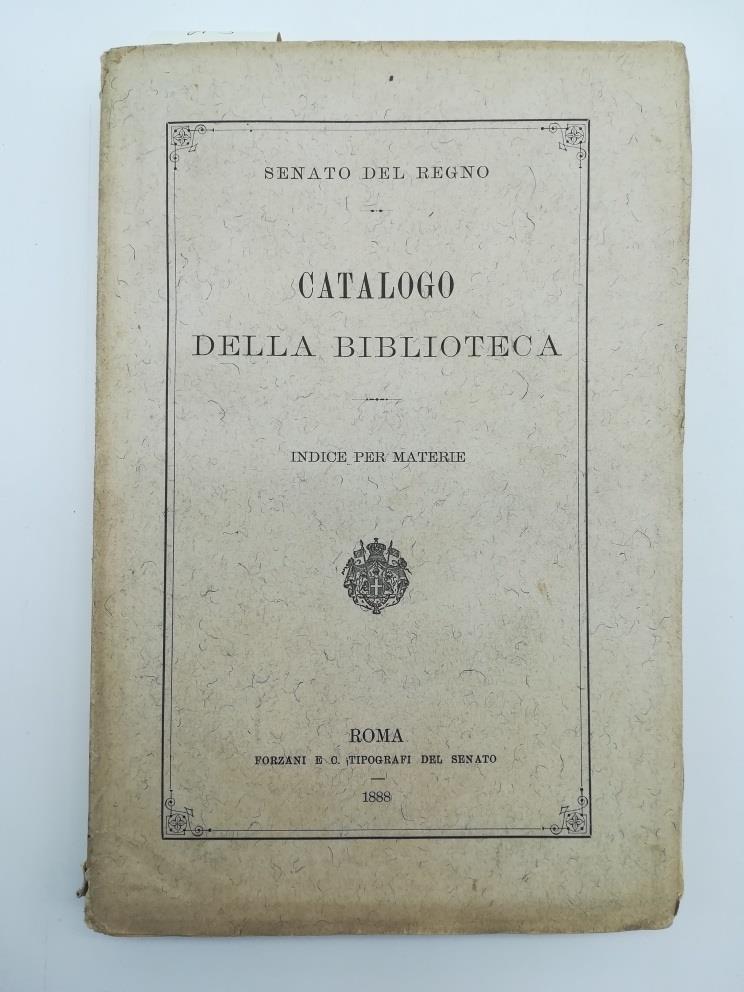 SENATO DEL REGNO
CATALOGO
DELLA BIBLIOTECA
INDICE PER MATERIE
ROMA
FORZANI E C. TIPOGRAFI DEL SENATO
1888